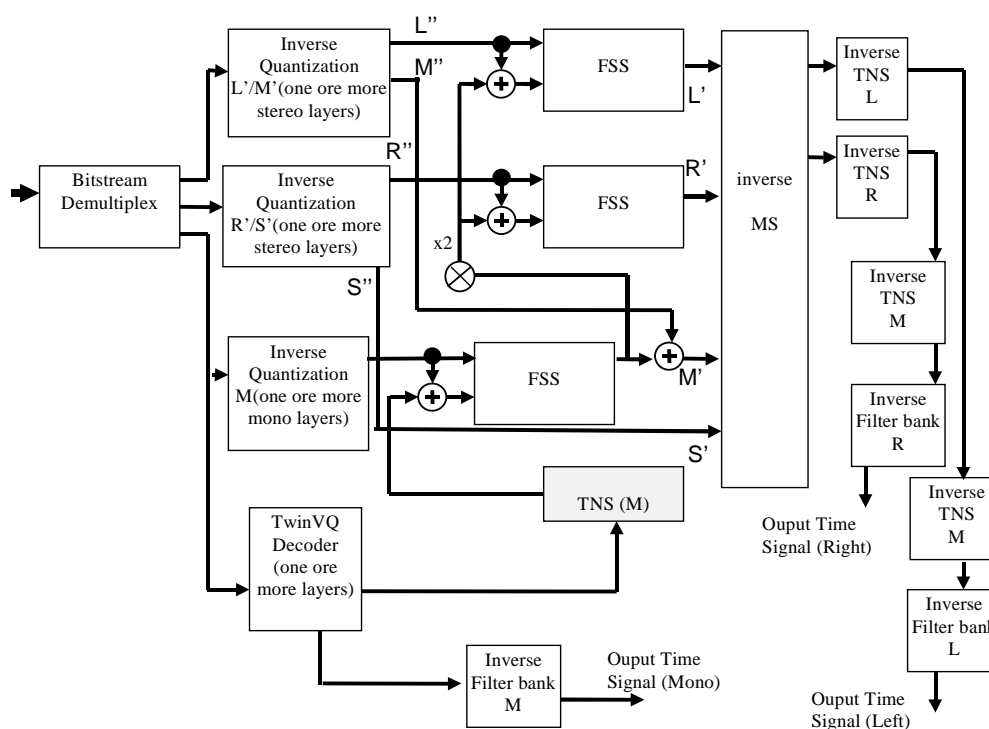 L''
Inverse
Quantization
L'/M'(one ore more
stereo layers)
M''
FSS
L'
Inverse
TNS
L
R''
Bitstream
Demultiplex
Inverse
Quantization
R'/S'(one ore more
stereo layers)
FSS
R'
inverse
MS
Inverse
TNS
R
x2
S''
Inverse
TNS
M
Inverse
Quantization
M(one ore more
mono layers)
FSS
M'
S'
Inverse
Filter bank
R
TNS (M)
TwinVQ
Decoder
(one ore
more layers)
Ouput Time
Signal (Right)
Inverse
TNS
M
Inverse
Filter bank
L
Inverse
Filter bank
M
Ouput Time
Signal (Mono)
Ouput Time
Signal (Left)